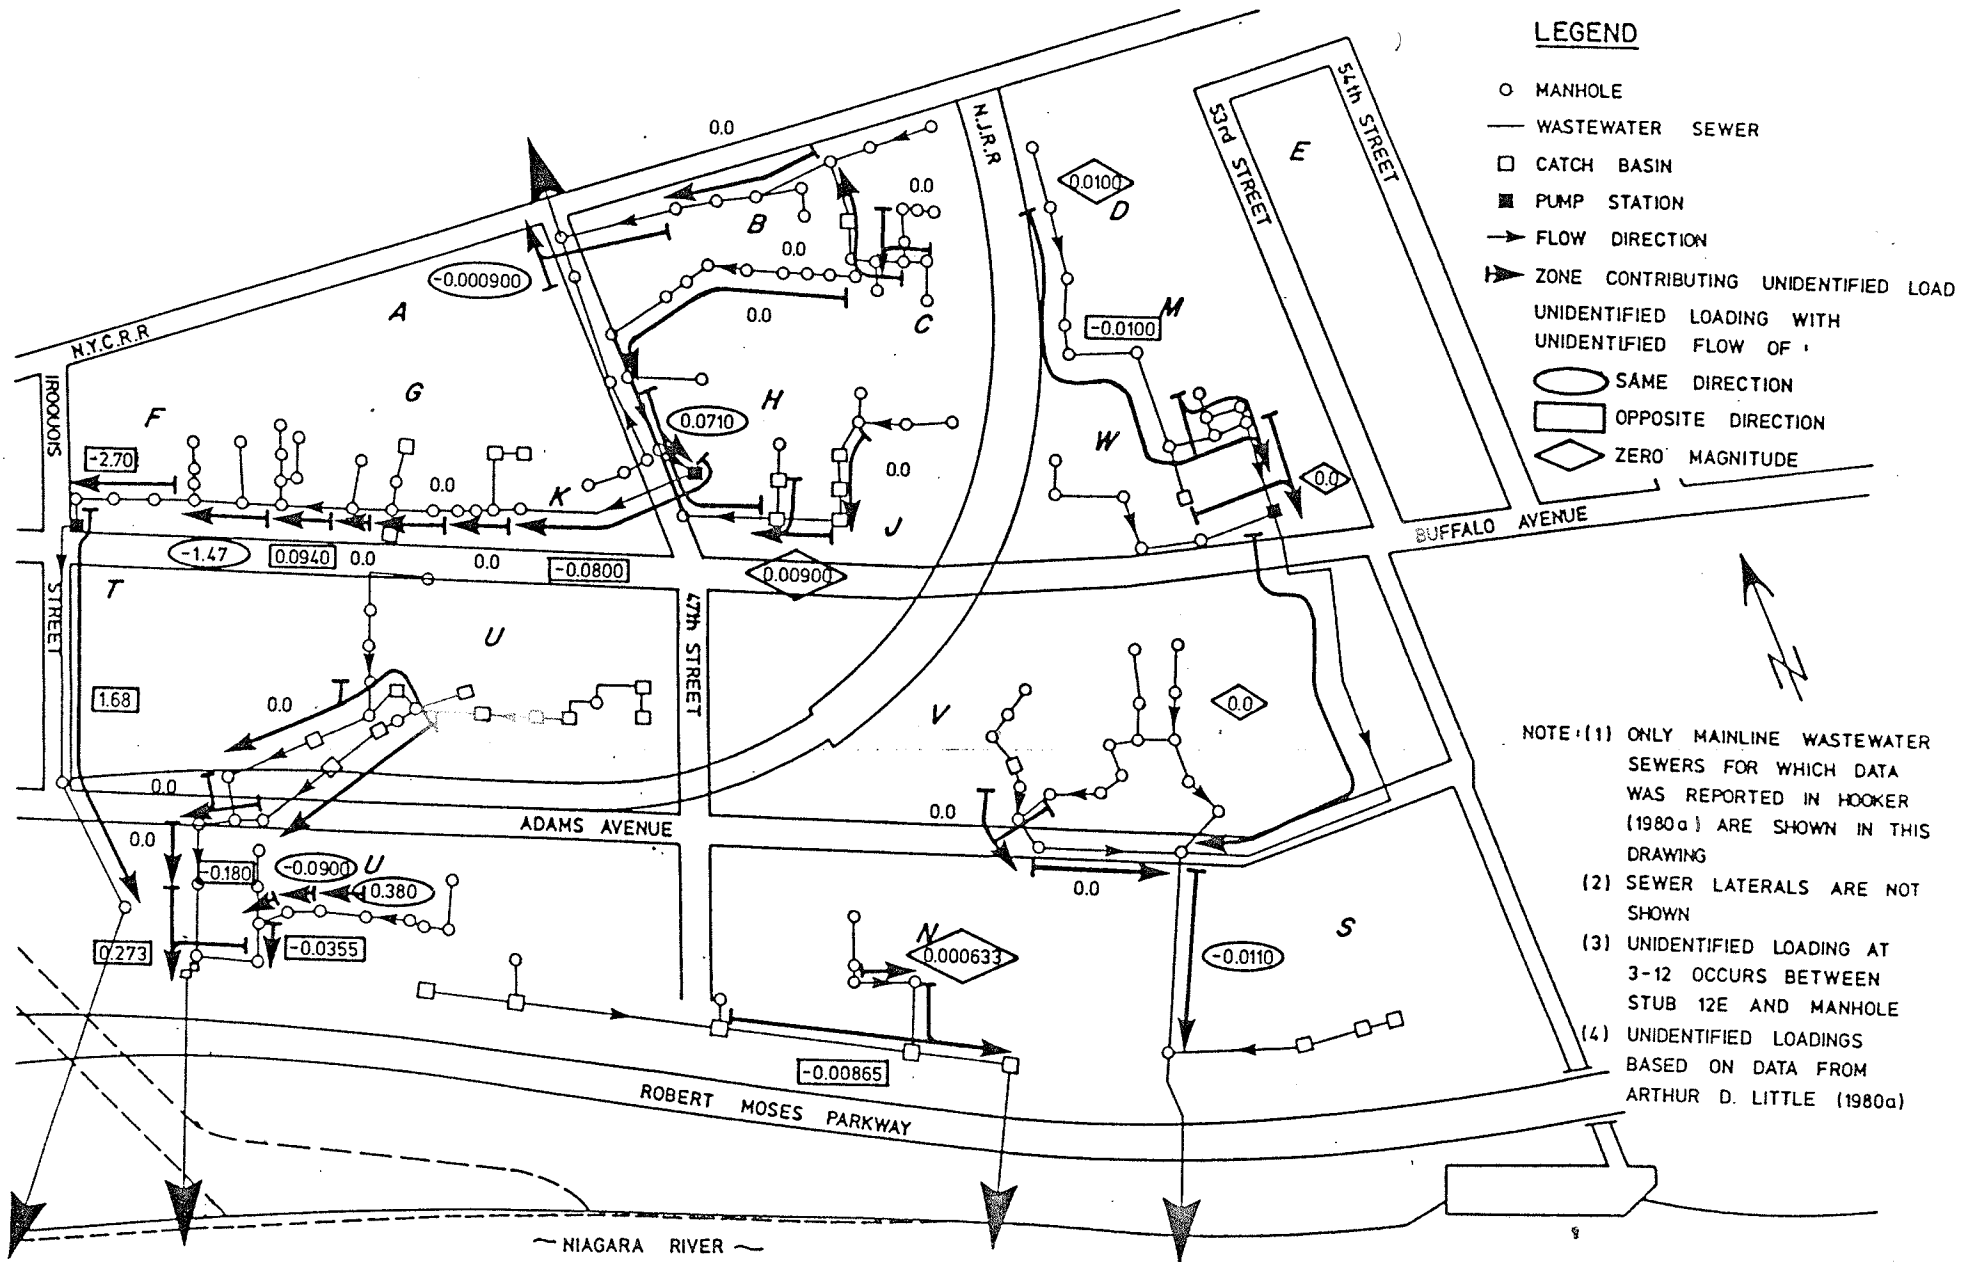 LEGEND
MANHOLE
WASTEWATER SEWER
CATCH BASIN
PUMP STATION
FLOW DIRECTION
ZONE CONTRIBUTING UNIDENTIFIED LOAD
UNIDENTIFIED LOADING WITH
UNIDENTIFIED FLOW OF :
SAME DIRECTION
OPPOSITE DIRECTION
ZERO MAGNITUDE
N.Y.C.R.R
N.J.R.R
53rd STREET
54th STREET
E
0.0
0.0
0.0100
D
B
0.0
-0.000900
A
0.0
C
M
-0.0100
IROQUOIS
STREET
F
G
H
0.0710
W
-2.70
0.0
0.0
K
J
0.0
BUFFALO AVENUE
-1.47
0.0940
0.0
0.0
-0.0800
0.00900
T
U
47th STREET
1.68
0.0
V
0.0
0.0
0.0
0.0
ADAMS AVENUE
-0.180
-0.0900
U
0.380
0.0
0.273
-0.0355
N
0.000633
-0.0110
S
-0.00865
ROBERT MOSES PARKWAY
~ NIAGARA RIVER ~
NOTE: (1) ONLY MAINLINE WASTEWATER
SEWERS FOR WHICH DATA
WAS REPORTED IN HOOKER
(1980a) ARE SHOWN IN THIS
DRAWING
(2) SEWER LATERALS ARE NOT
SHOWN
(3) UNIDENTIFIED LOADING AT
3-12 OCCURS BETWEEN
STUB 12E AND MANHOLE
(4) UNIDENTIFIED LOADINGS
BASED ON DATA FROM
ARTHUR D. LITTLE (1980a)